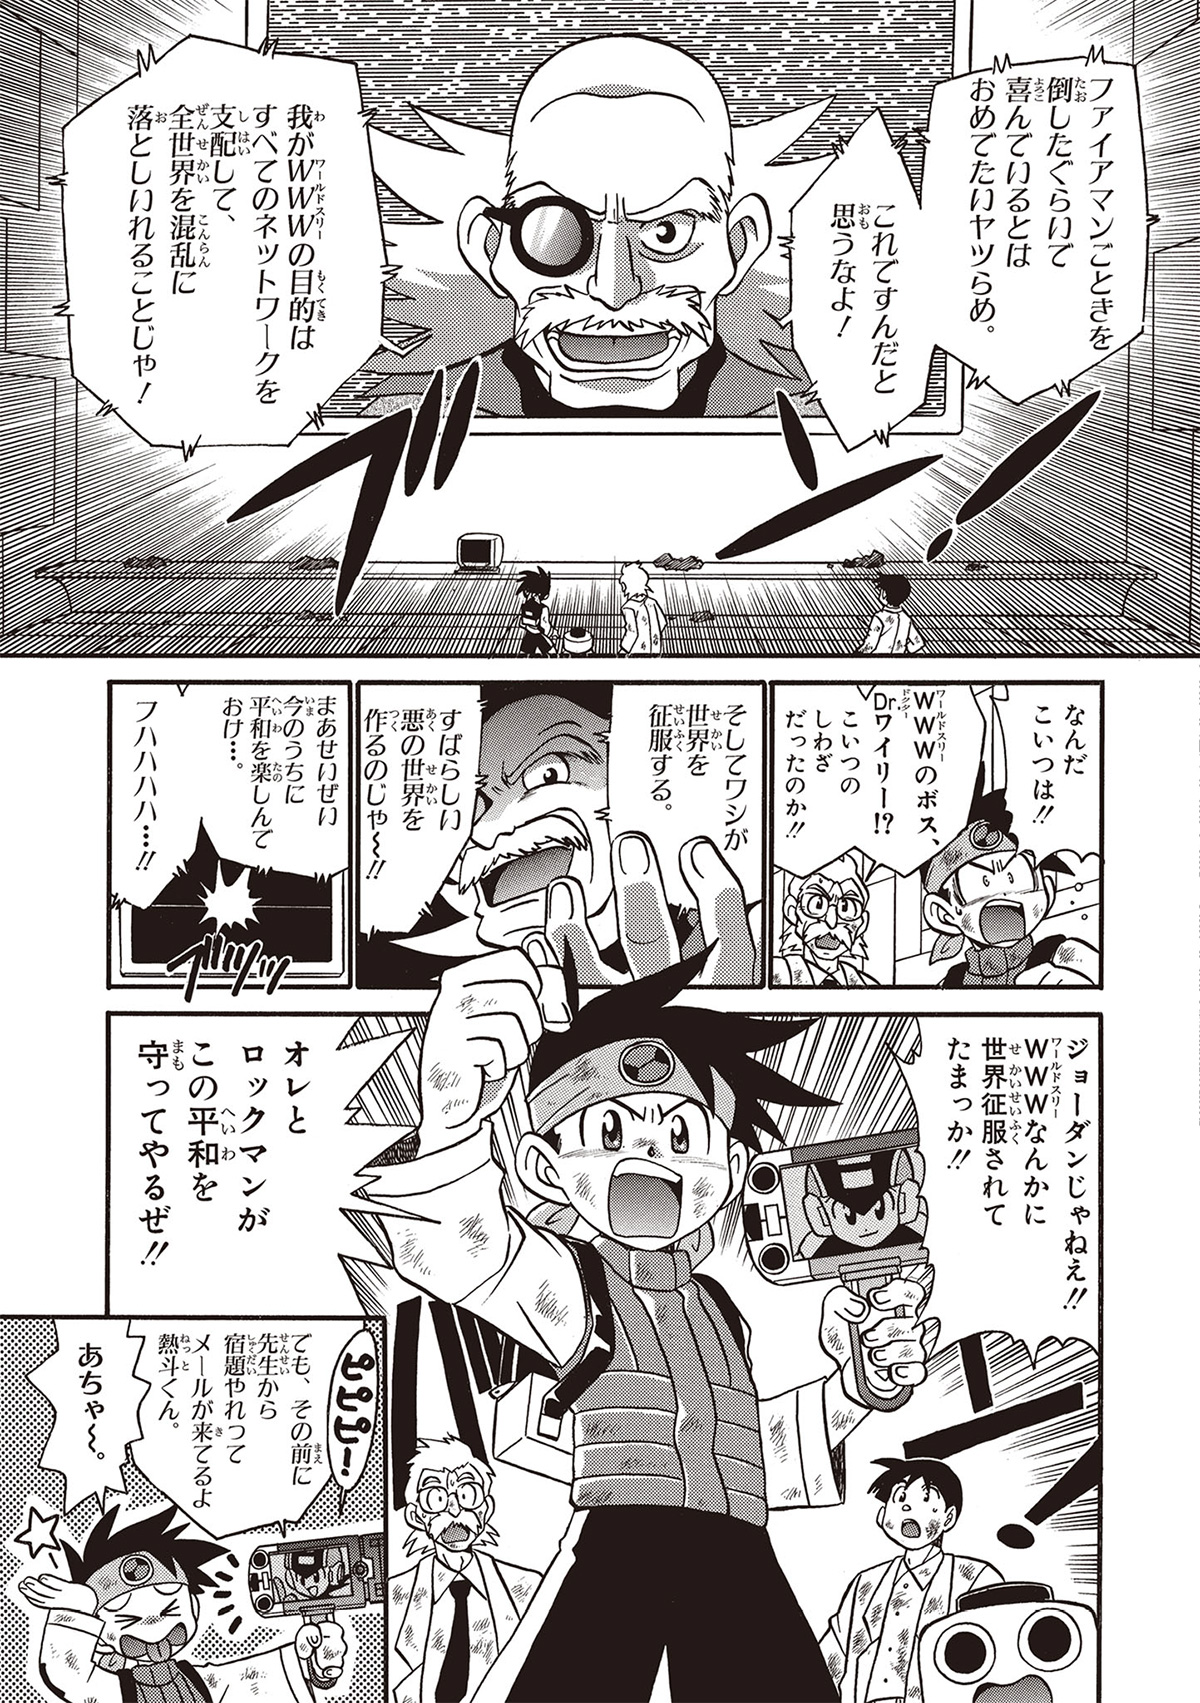 ファイアマンごときを
倒したぐらいで
喜んでいるとは
おめでたいヤツらめ。
これですんだと
思うなよ!
我がWWWの目的は
すべてのネットワークを
支配して、
全世界を混乱に
落としいれることじゃ!
ブ゙ン!
なんだ
こいつは!!
WWWのボス、
Dr.ワイリー!?
こいつの
しわざ
だったのか!!
そしてワシが
世界を
征服する。
すばらしい
悪の世界を
作るのじゃ〜!!
まあせいぜい
今のうちに
平和を楽しんで
おけ…。
フハハハハ…!!
ブツッ
ジョーダンじゃねえ!!
WWWなんかに
世界征服されて
たまっか!!
オレと
ロックマンが
この平和を
守ってやるぜ!!
ピピピー!
でも、その前に
先生から
宿題やれって
メールが来てるよ
熱斗くん。
あちゃ〜。